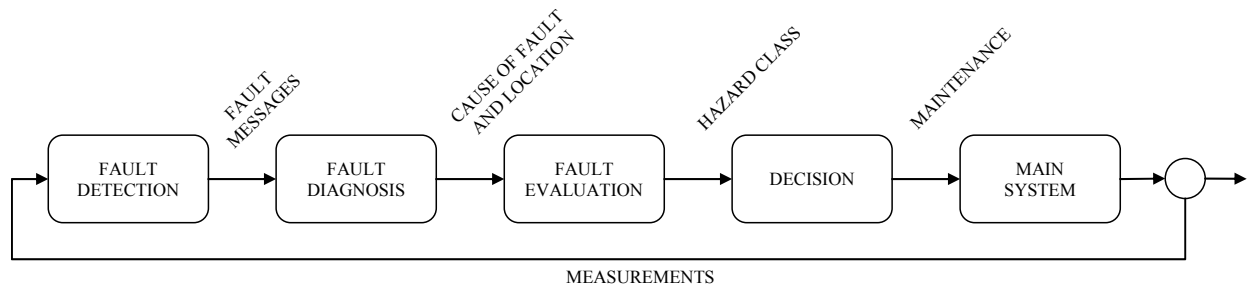 FAULT
DETECTION
FAULT
MESSAGES
FAULT
DIAGNOSIS
CAUSE OF FAULT
AND LOCATION
FAULT
EVALUATION
HAZARD CLASS
DECISION
MAINTENANCE
MAIN
SYSTEM
MEASUREMENTS